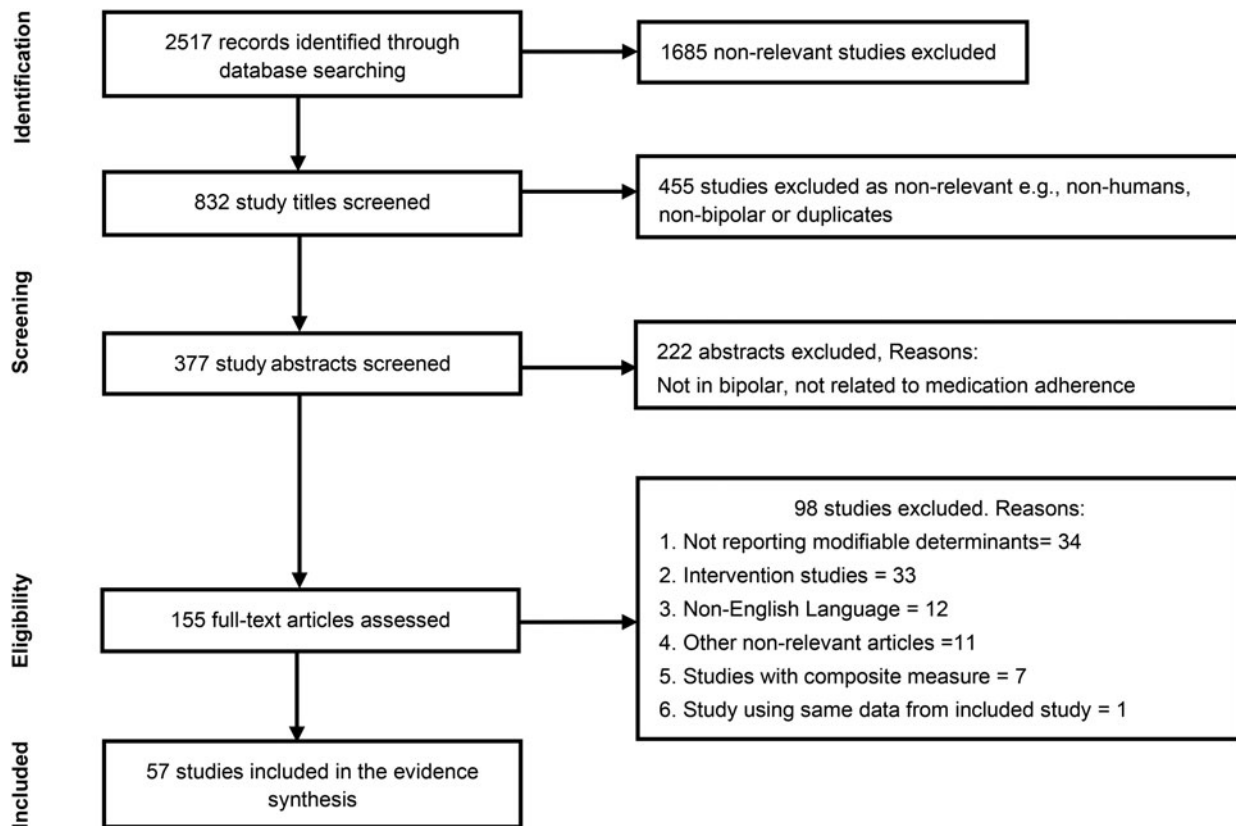 Identification
2517 records identified through
database searching
1685 non-relevant studies excluded
832 study titles screened
455 studies excluded as non-relevant e.g., non-humans,
non-bipolar or duplicates
Screening
377 study abstracts screened
222 abstracts excluded, Reasons:
Not in bipolar, not related to medication adherence
Eligibility
155 full-text articles assessed
98 studies excluded. Reasons:
1. Not reporting modifiable determinants= 34
2. Intervention studies = 33
3. Non-English Language = 12
4. Other non-relevant articles =11
5. Studies with composite measure = 7
6. Study using same data from included study = 1
Included
57 studies included in the evidence
synthesis